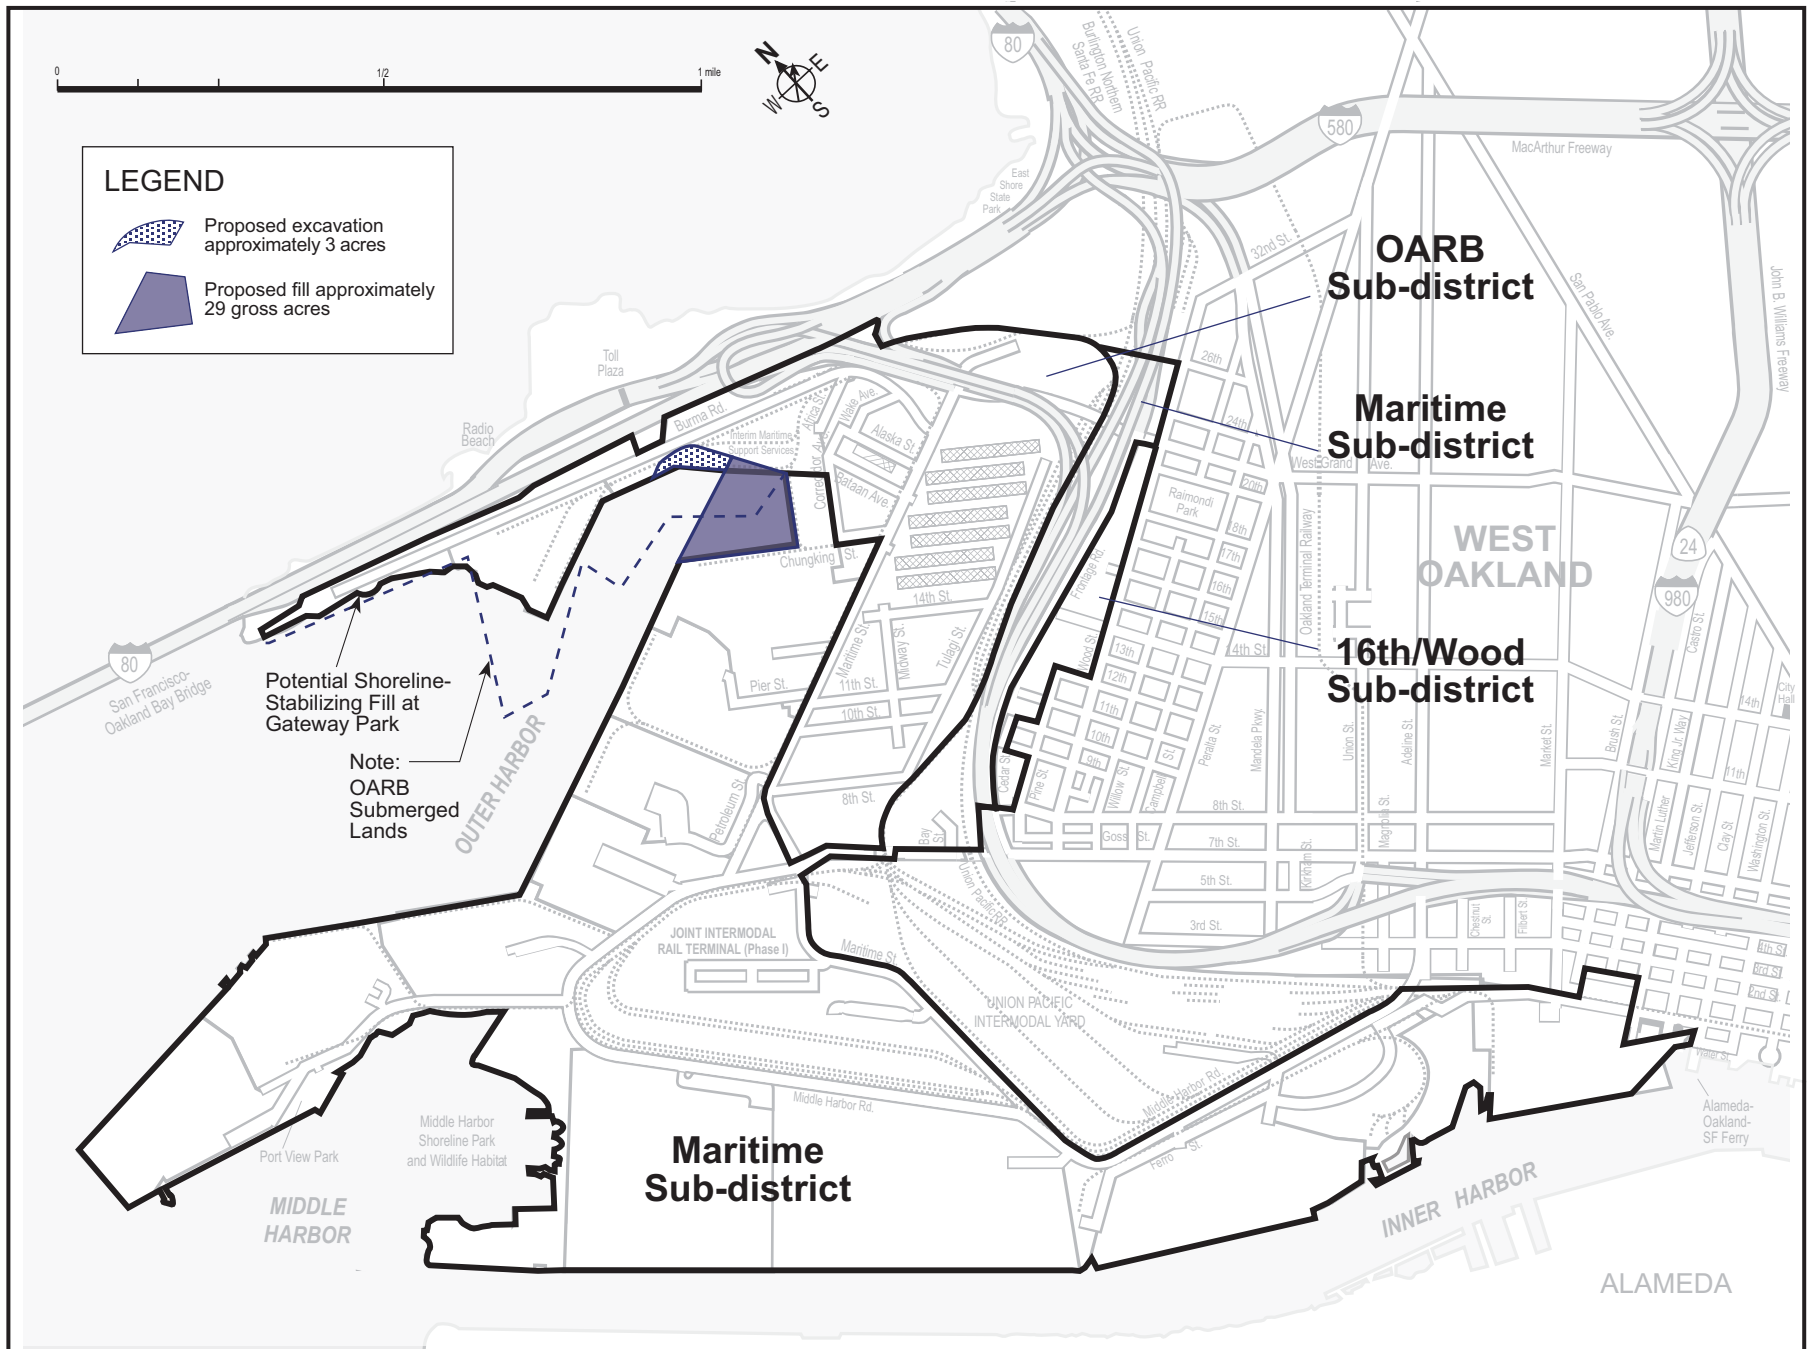 0
1/2
1 mile
N
E
W
S
LEGEND
Proposed excavation
approximately 3 acres
Proposed fill approximately
29 gross acres
80
Burlington Northern
Santa Fe RR
Union Pacific RR
580
MacArthur Freeway
East
Shore
State
Park
32nd St.
OARB
Sub-district
San Pablo Ave.
John B. Williams Freeway
Toll
Plaza
Radio
Beach
Burma Rd.
Africa St.
Wake Ave.
Alaska St.
Interim Maritime
Support Services
Corregidor Ave.
Bataan Ave.
26th
24th
Maritime
Sub-district
West Grand Ave.
20th
Raimondi
Park
18th
17th
16th
15th
14th St.
Oakland Terminal Railway
WEST
OAKLAND
24
980
Castro St.
Chungking St.
14th St.
Frontage Rd.
Wood St.
13th
12th
11th
10th
9th
16th/Wood
Sub-district
80
San Francisco-
Oakland Bay Bridge
Potential Shoreline-
Stabilizing Fill at
Gateway Park
Note:
OARB
Submerged
Lands
OUTER HARBOR
Maritime St.
Midway St.
Tulagi St.
Pier St.
11th St.
10th St.
8th St.
Petroleum St.
Bay
St.
Cedar St.
Pine St.
Willow St.
Campbell St.
Peralta St.
Mandela Pkwy.
Union St.
Adeline St.
Market St.
Brush St.
City
Hall
14th
11th
Martin Luther
King Jr. Way
Jefferson St.
Clay St
Washington St.
Magnolia St.
Kirkham St.
Goss St.
8th St.
7th St.
5th St.
3rd St.
Chestnut
St.
Filbert St.
4th St
3rd St.
2nd St.
Water St.
Union Pacific RR
JOINT INTERMODAL
RAIL TERMINAL (Phase I)
Maritime St.
UNION PACIFIC
INTERMODAL YARD
Middle Harbor Rd.
Middle Harbor Rd.
Ferro St.
Port View Park
Middle Harbor
Shoreline Park
and Wildlife Habitat
MIDDLE
HARBOR
Maritime
Sub-district
INNER HARBOR
Alameda-
Oakland-
SF Ferry
ALAMEDA